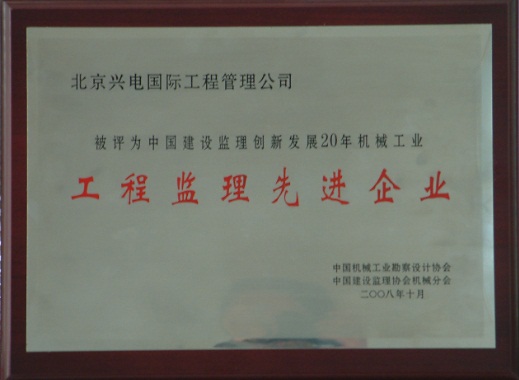 北京兴电国际工程管理公司
被评为中国建设监理创新发展20年机械工业
工程监理先进企业
中国机械工业勘察设计协会
中国建设监理协会机械分会
二〇〇八年十月